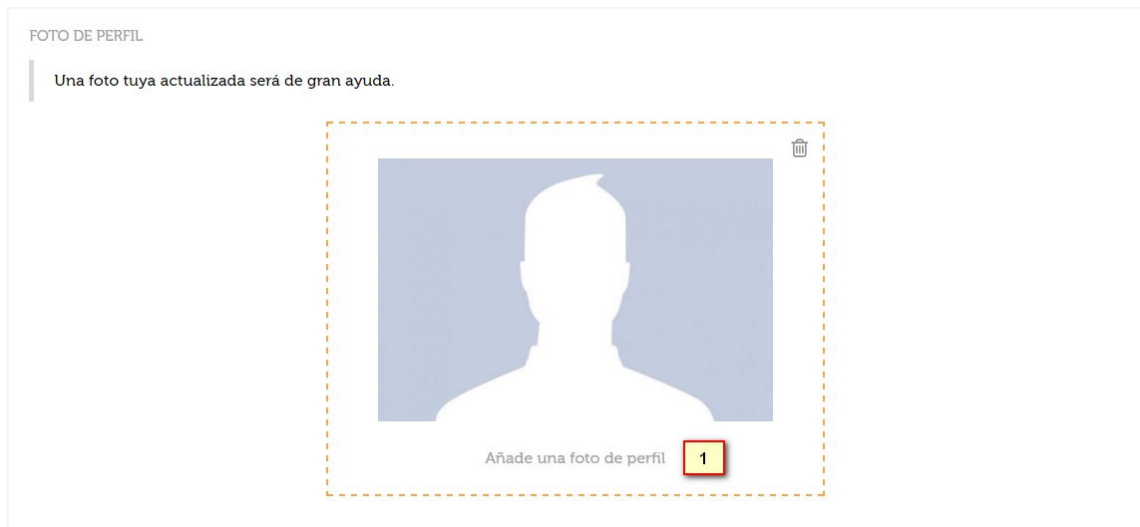 FOTO DE PERFIL
Una foto tuya actualizada será de gran ayuda.
Añade una foto de perfil 1